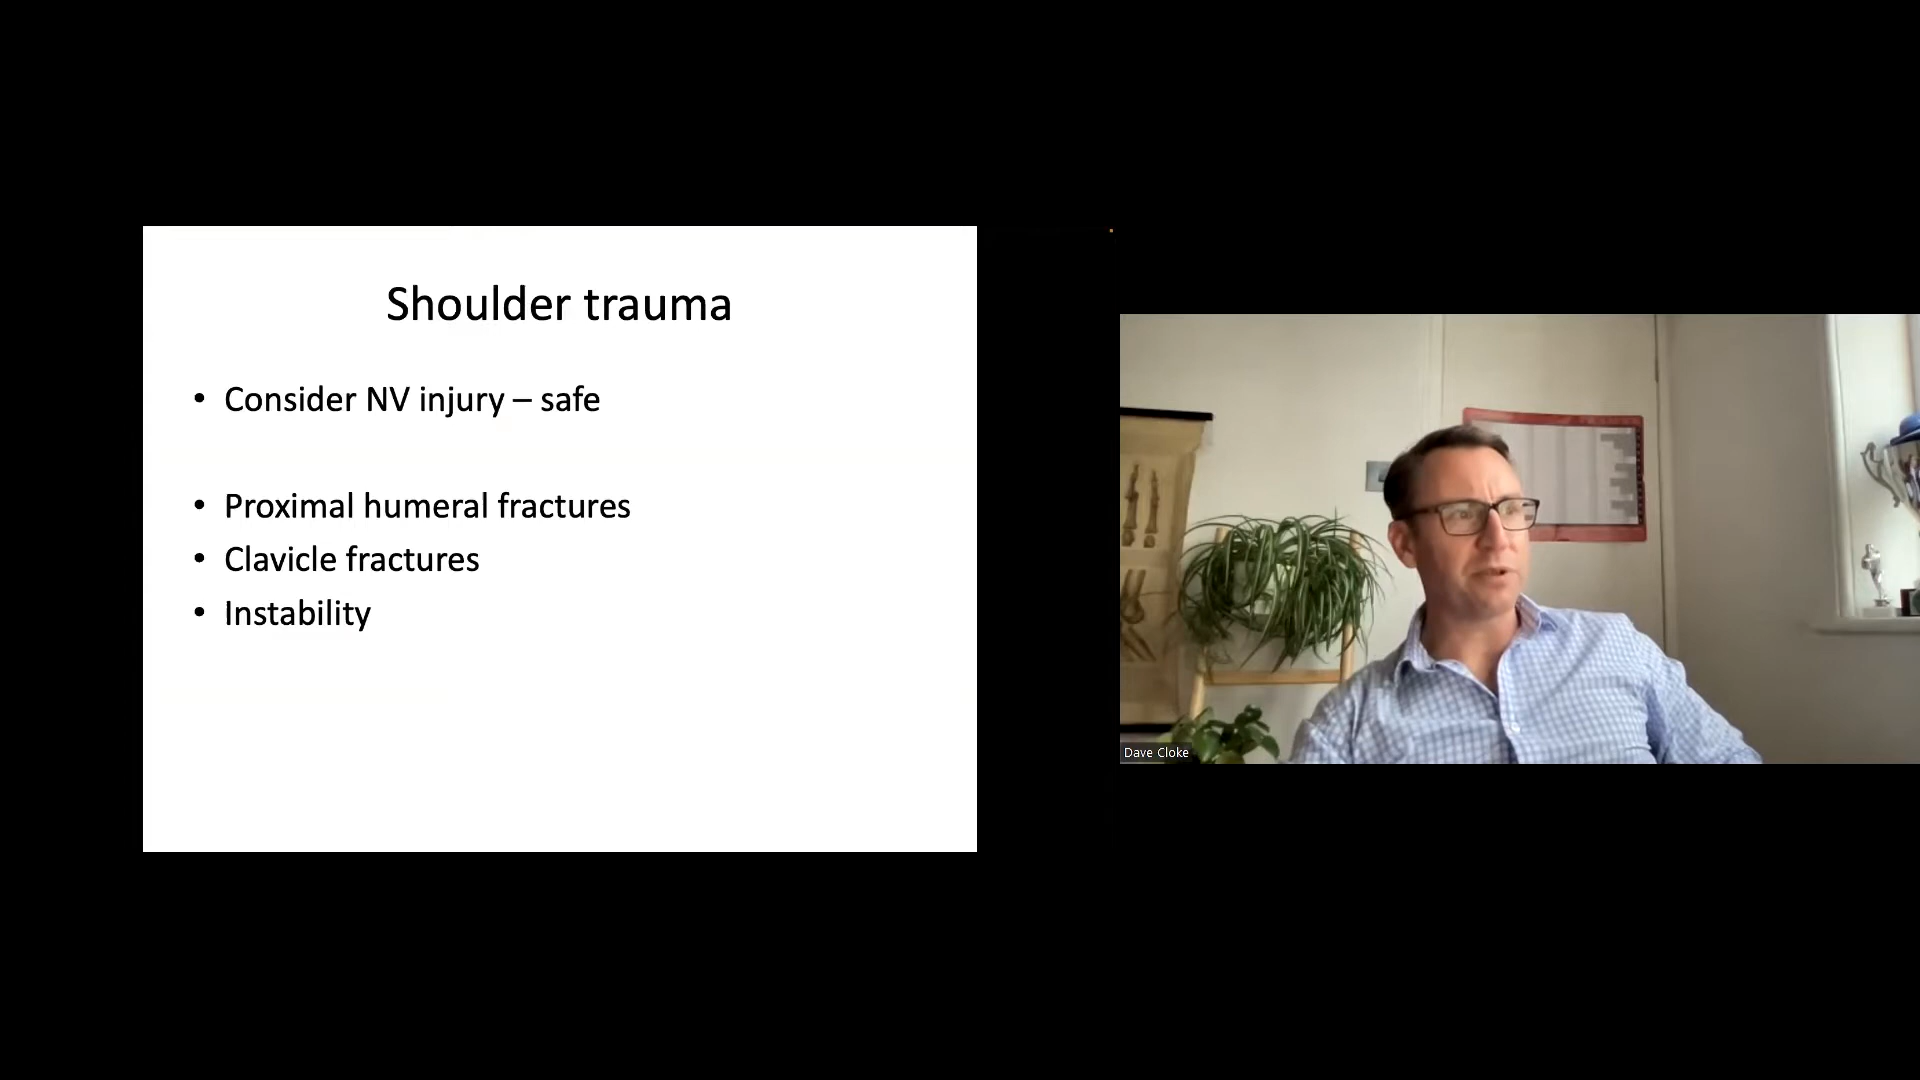 Shoulder trauma
• Consider NV injury – safe
• Proximal humeral fractures
• Clavicle fractures
• Instability
Dave Cloke